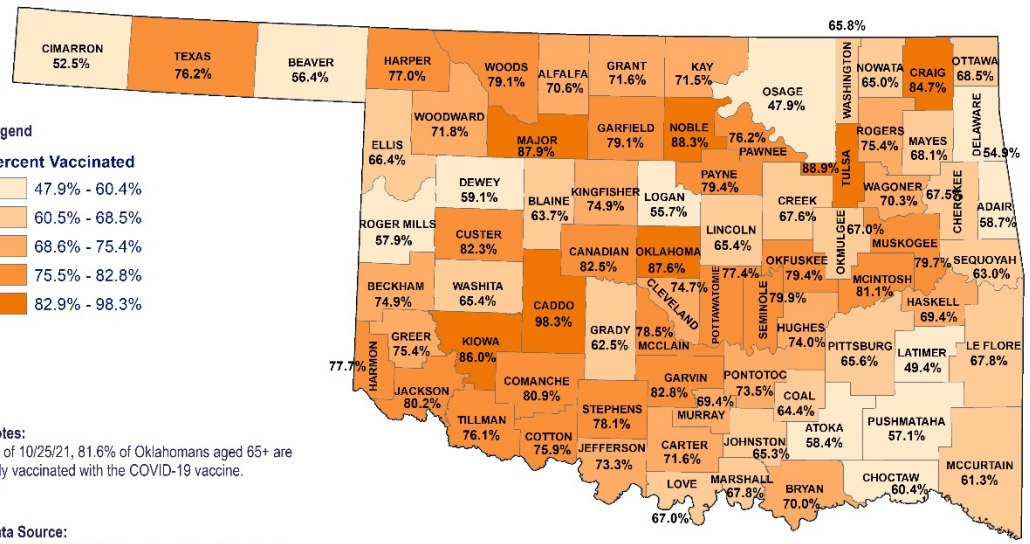 65.8%
CIMARRON
52.5%
TEXAS
76.2%
BEAVER
56.4%
HARPER
77.0%
WOODS
79.1%
ALFALFA
70.6%
GRANT
71.6%
KAY
71.5%
OSAGE
47.9%
WASHINGTON
NOWATA
65.0%
CRAIG
84.7%
OTTAWA
68.5%
gend
ercent Vaccinated
47.9% - 60.4%
60.5% - 68.5%
68.6% - 75.4%
75.5% - 82.8%
82.9% - 98.3%
ELLIS
66.4%
WOODWARD
71.8%
MAJOR
87.9%
GARFIELD
79.1%
NOBLE
88.3%
76.2%
PAWNEE
88.9%
TULSA
ROGERS
75.4%
MAYES
68.1%
DELAWARE
54.9%
DEWEY
59.1%
BLAINE
63.7%
KINGFISHER
74.9%
LOGAN
55.7%
PAYNE
79.4%
CREEK
67.6%
WAGONER
70.3%
67.5%
CHEROKEE
ADAIR
58.7%
ROGER MILLS
57.9%
CUSTER
82.3%
CANADIAN
82.5%
OKLAHOMA
87.6%
LINCOLN
65.4%
OKFUSKEE
79.4%
OKMULGEE
67.0%
MUSKOGEE
79.7%
SEQUOYAH
63.0%
BECKHAM
74.9%
WASHITA
65.4%
CADDO
98.3%
GRADY
62.5%
CLEVELAND
74.7%
POTTAWATOMIE
77.4%
SEMINOLE
79.9%
MCINTOSH
81.1%
HASKELL
69.4%
GREER
75.4%
KIOWA
86.0%
78.5%
MCCLAIN
HUGHES
74.0%
PITTSBURG
65.6%
LATIMER
49.4%
LE FLORE
67.8%
77.7%
HARMON
JACKSON
80.2%
COMANCHE
80.9%
GARVIN
82.8%
PONTOTOC
73.5%
COAL
64.4%
TILLMAN
76.1%
COTTON
75.9%
STEPHENS
78.1%
69.4%
MURRAY
ATOKA
58.4%
PUSHMATAHA
57.1%
JEFFERSON
73.3%
CARTER
71.6%
JOHNSTON
65.3%
MCCURTAIN
61.3%
LOVE
67.0%
MARSHALL
67.8%
BRYAN
70.0%
CHOCTAW
60.4%
otes:
of 10/25/21, 81.6% of Oklahomans aged 65+ are
ly vaccinated with the COVID-19 vaccine.
ata Source: